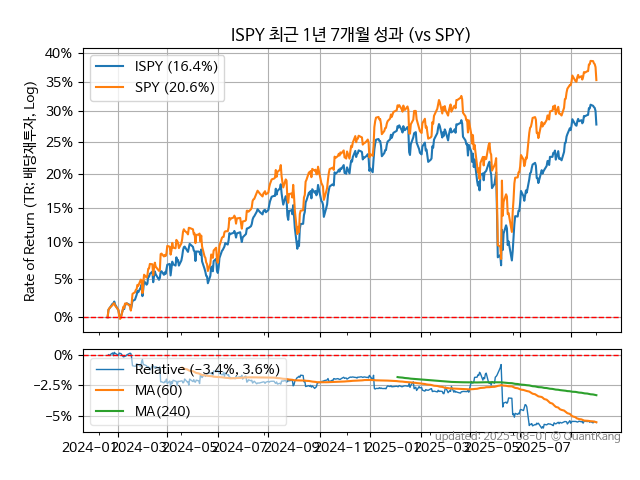 ISPY 최근 1년 7개월 성과 (vs SPY)
Rate of Return (TR: 배당재투자, Log)
40%
35%
30%
25%
20%
15%
10%
5%
0%
ISPY (16.4%)
SPY (20.6%)
0%
−2.5%
−5%
Relative (−3.4%, 3.6%)
MA(60)
MA(240)
2024-01 2024-03 2024-05 2024-07 2024-09 2024-11 2025-01 2025-03 2025-05 2025-07
updated: 2025-08-01 © QuantKang